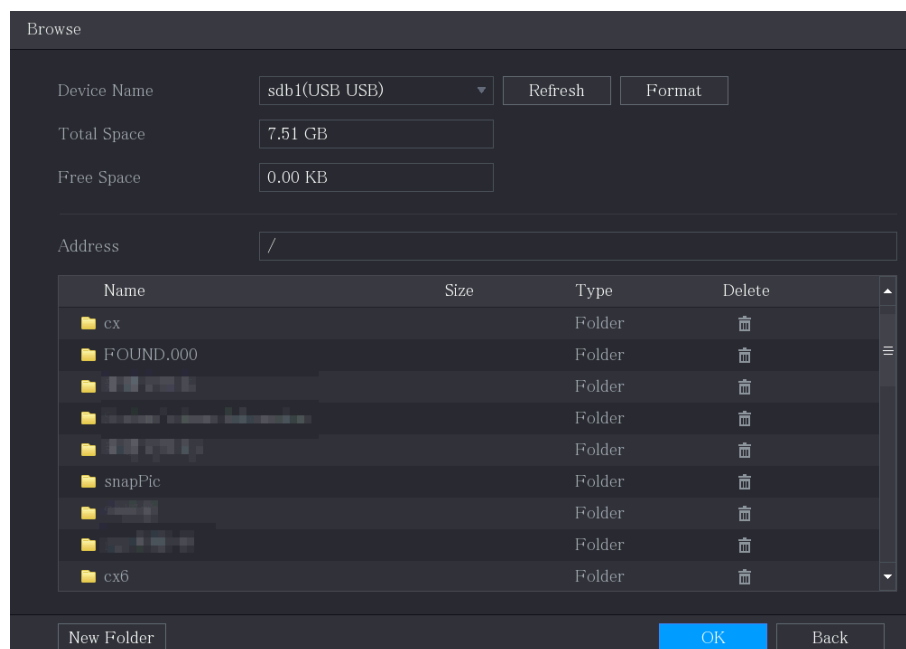 Browse
Device Name sdb1(USB USB) Refresh Format
Total Space 7.51 GB
Free Space 0.00 KB
Address /
Name Size Type Delete
cx Folder
FOUND.000 Folder
Folder
Folder
Folder
snapPic Folder
Folder
Folder
cx6 Folder
New Folder OK Back